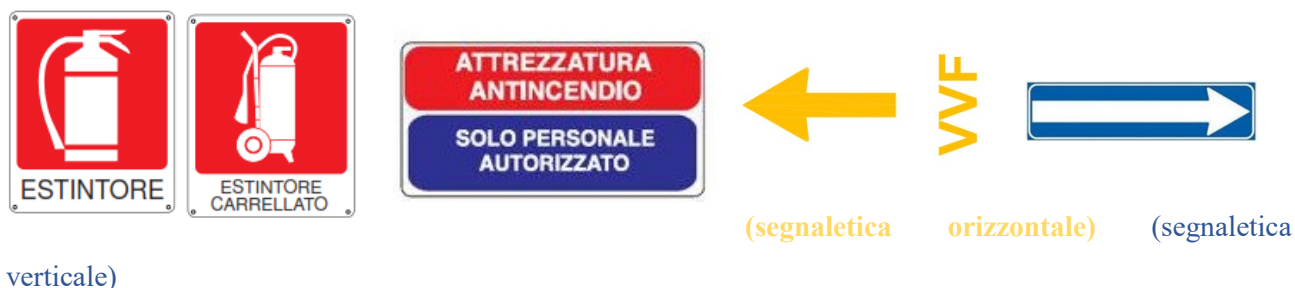 ESTINTORE
ESTINTORE
CARRELLATO
ATTREZZATURA
ANTINCENDIO
SOLO PERSONALE
AUTORIZZATO
VVF
(segnaletica orizzontale) (segnaletica
verticale)